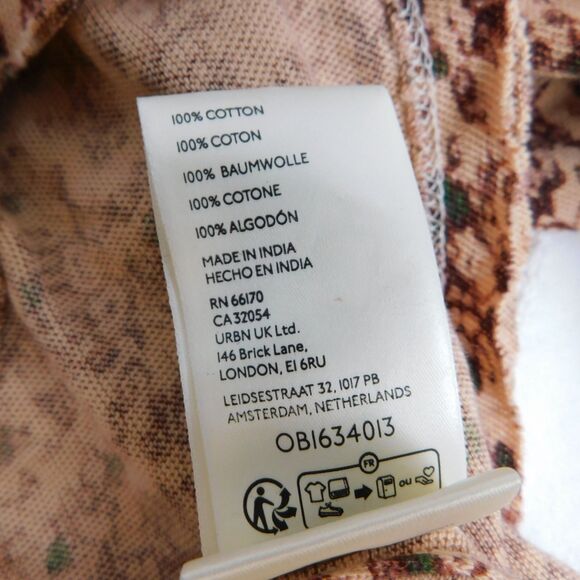 100% COTTON
100% COTON
100% BAUMWOLLE
100% COTONE
100% ALGODÓN
MADE IN INDIA
HECHO EN INDIA
RN 66170
CA 32054
URBN UK Ltd.
146 Brick Lane,
LONDON, E1 6RU
LEIDSESTRAAT 32, 1017 PB
AMSTERDAM, NETHERLANDS
OB1634013
FR
OU